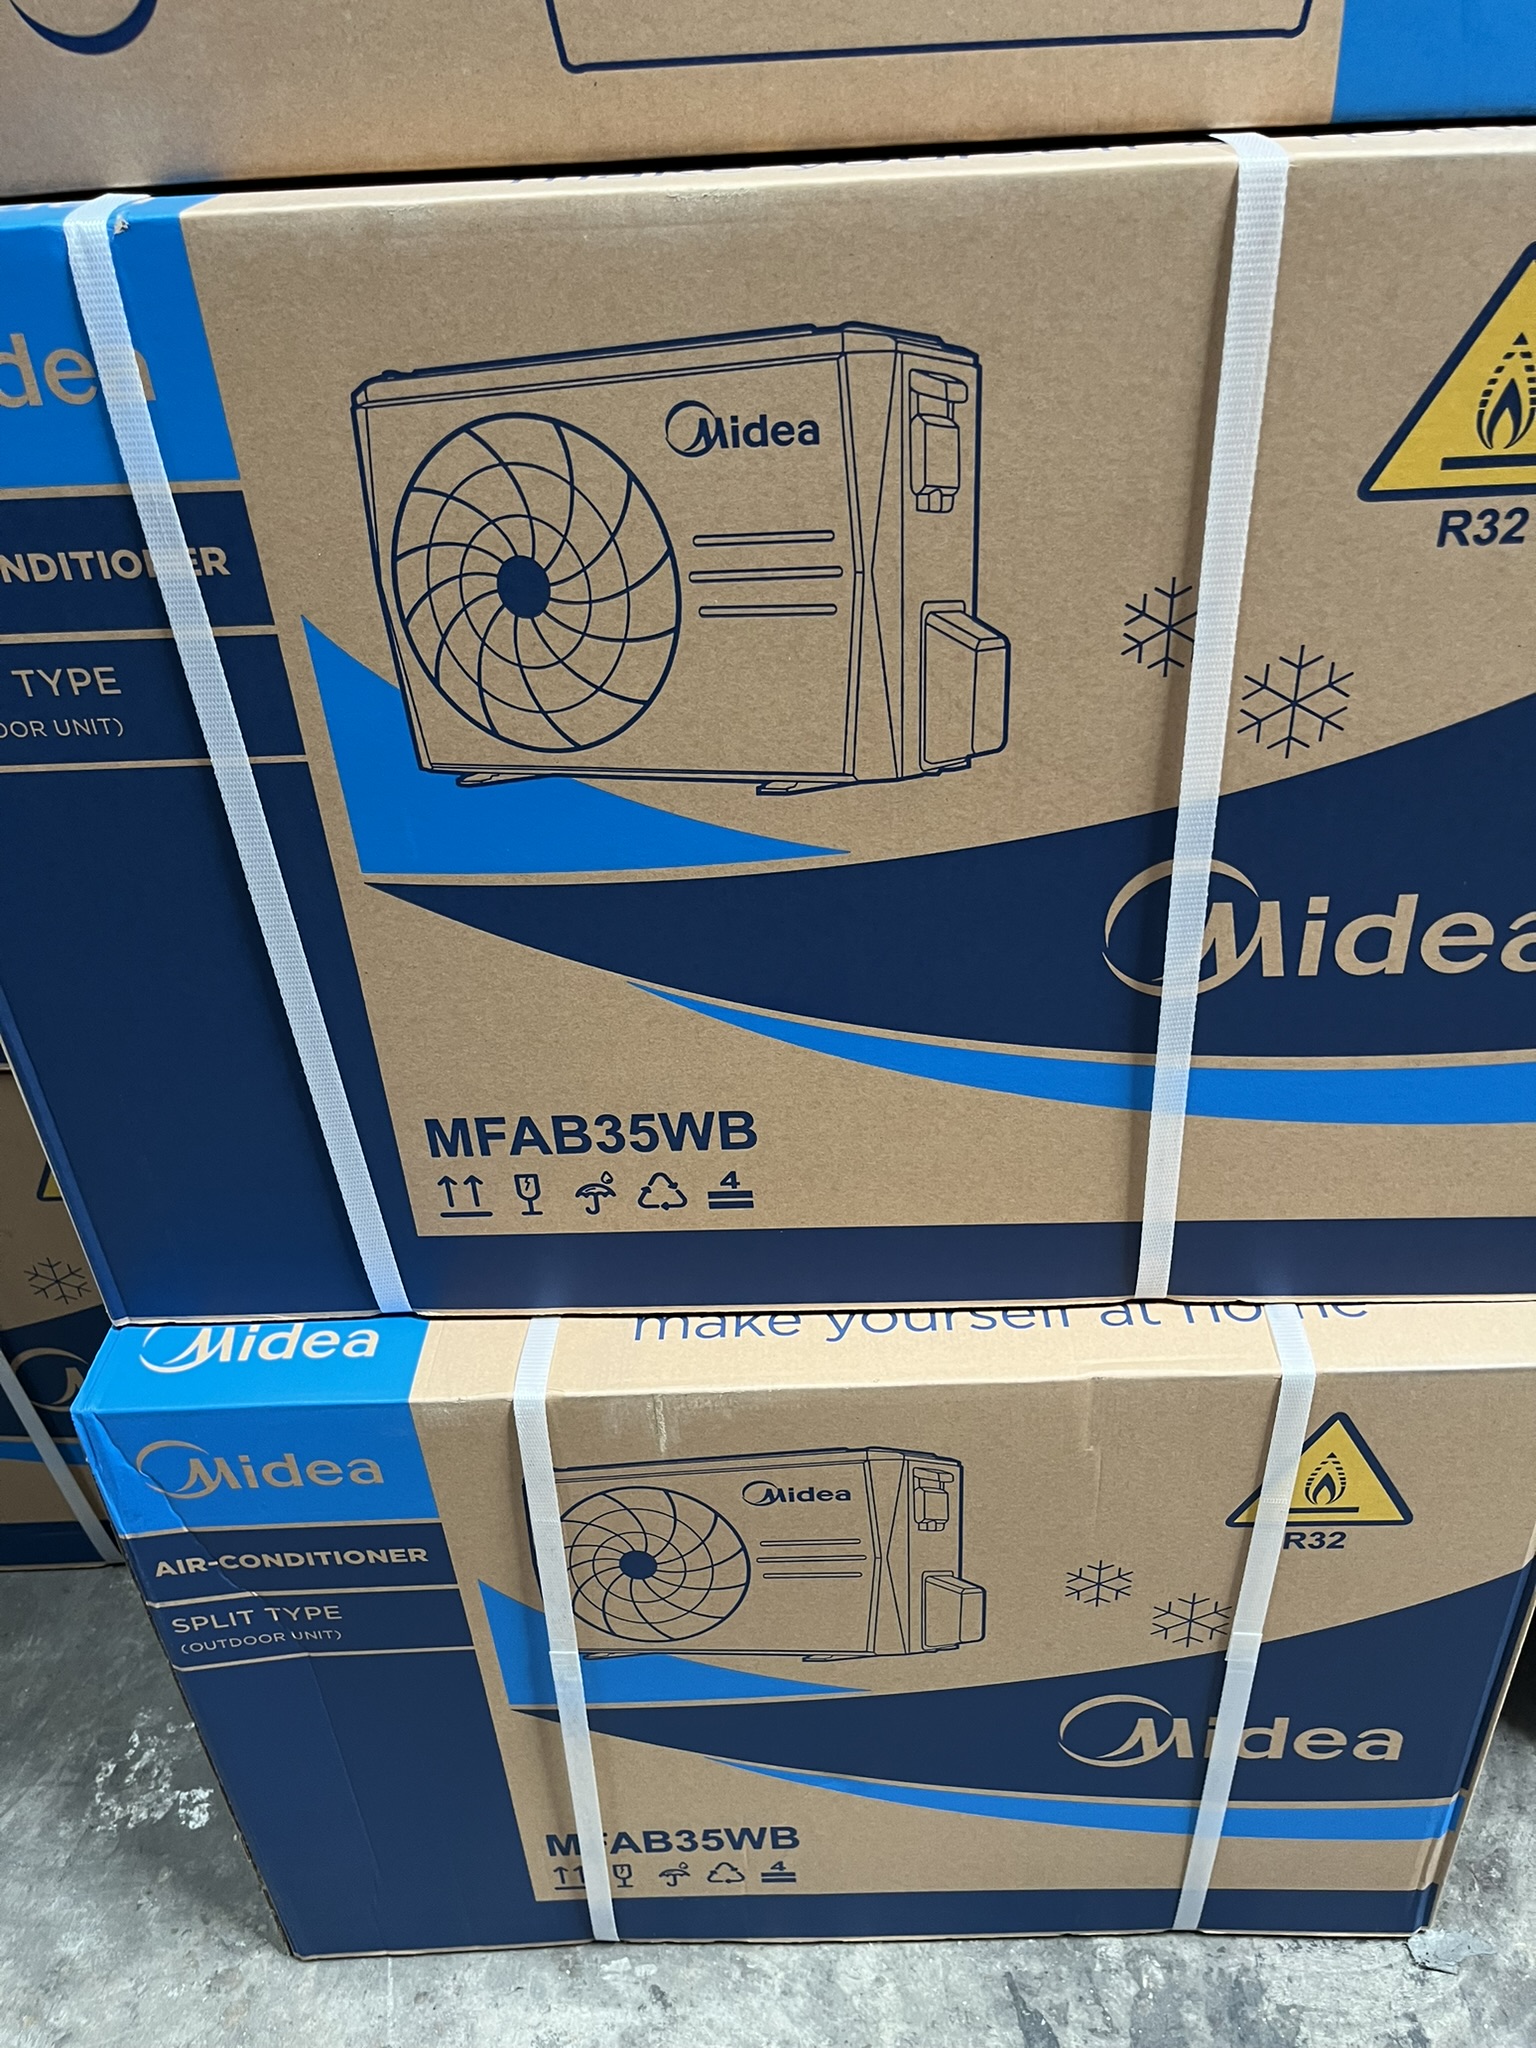 Midea
NDITIONER
TYPE
OOR UNIT)
Midea
R32
Midea
MFAB35WB
4
make yourself at home
Midea
Midea
AIR-CONDITIONER
SPLIT TYPE
(OUTDOOR UNIT)
Midea
R32
Midea
MFAB35WB
4